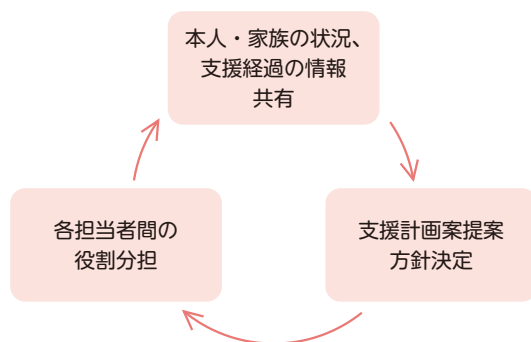 本人・家族の状況、
支援経過の情報
共有
各担当者間の
役割分担
支援計画案提案
方針決定